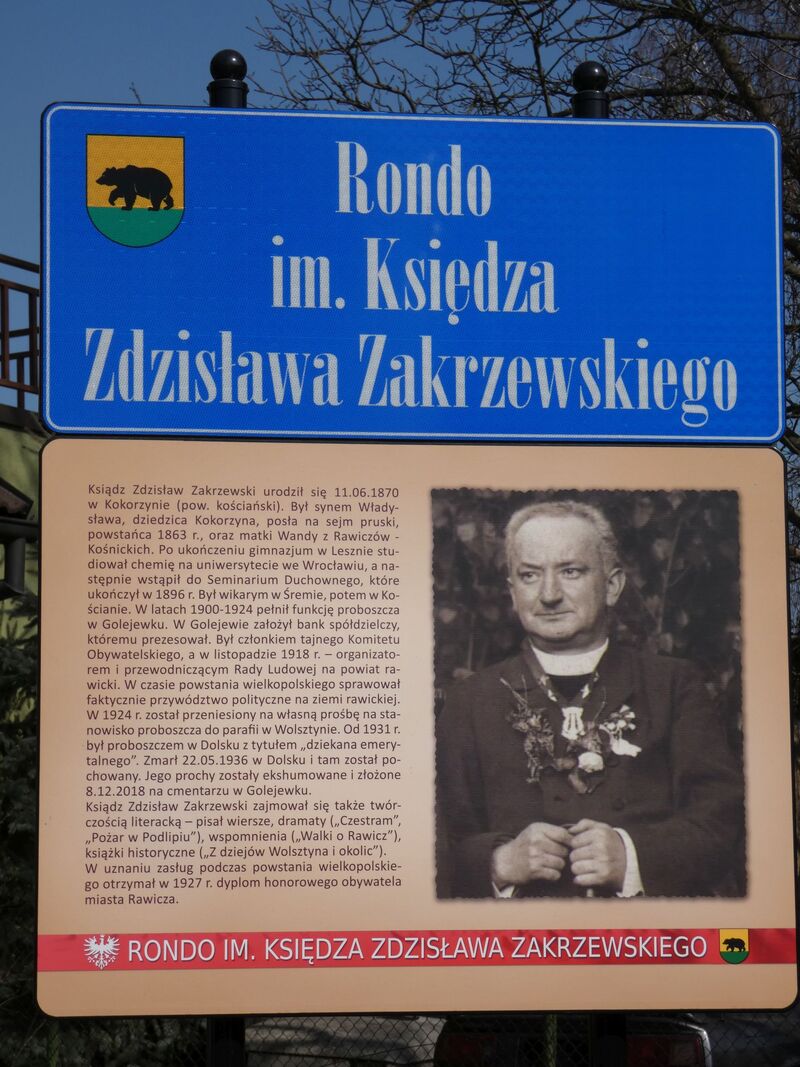 Rondo
im. Księdza
Zdzisława Zakrzewskiego
Ksiądz Zdzisław Zakrzewski urodził się 11.06.1870
w Kokorzynie (pow. kościański). Był synem Włady-
sława, dziedzica Kokorzyna, posła na sejm pruski,
powstańca 1863 r., oraz matki Wandy z Rawiczów -
Kośnickich. Po ukończeniu gimnazjum w Lesznie stu-
diował chemię na uniwersytecie we Wrocławiu, a na-
stępnie wstąpił do Seminarium Duchownego, które
ukończył w 1896 r. Był wikarym w Śremie, potem w Ko-
ścianie. W latach 1900-1924 pełnił funkcję proboszcza
w Golejewku. W Golejewie założył bank spółdzielczy,
któremu prezesował. Był członkiem tajnego Komitetu
Obywatelskiego, a w listopadzie 1918 r. – organizato-
rem i przewodniczącym Rady Ludowej na powiat ra-
wicki. W czasie powstania wielkopolskiego sprawował
faktycznie przywództwo polityczne na ziemi rawickiej.
W 1924 r. został przeniesiony na własną prośbę na sta-
nowisko proboszcza do parafii w Wolsztynie. Od 1931 r.
był proboszczem w Dolsku z tytułem „dziekana emery-
talnego”. Zmarł 22.05.1936 w Dolsku i tam został po-
chowany. Jego prochy zostały ekshumowane i złożone
8.12.2018 na cmentarzu w Golejewku.
Ksiądz Zdzisław Zakrzewski zajmował się także twór-
czością literacką – pisał wiersze, dramaty („Czestram”,
„Pożar w Podlipiu”), wspomnienia („Walki o Rawicz”),
książki historyczne („Z dziejów Wolsztyna i okolic”).
W uznaniu zasług podczas powstania wielkopolskie-
go otrzymał w 1927 r. dyplom honorowego obywatela
miasta Rawicza.
RONDO IM. KSIĘDZA ZDZISŁAWA ZAKRZEWSKIEGO